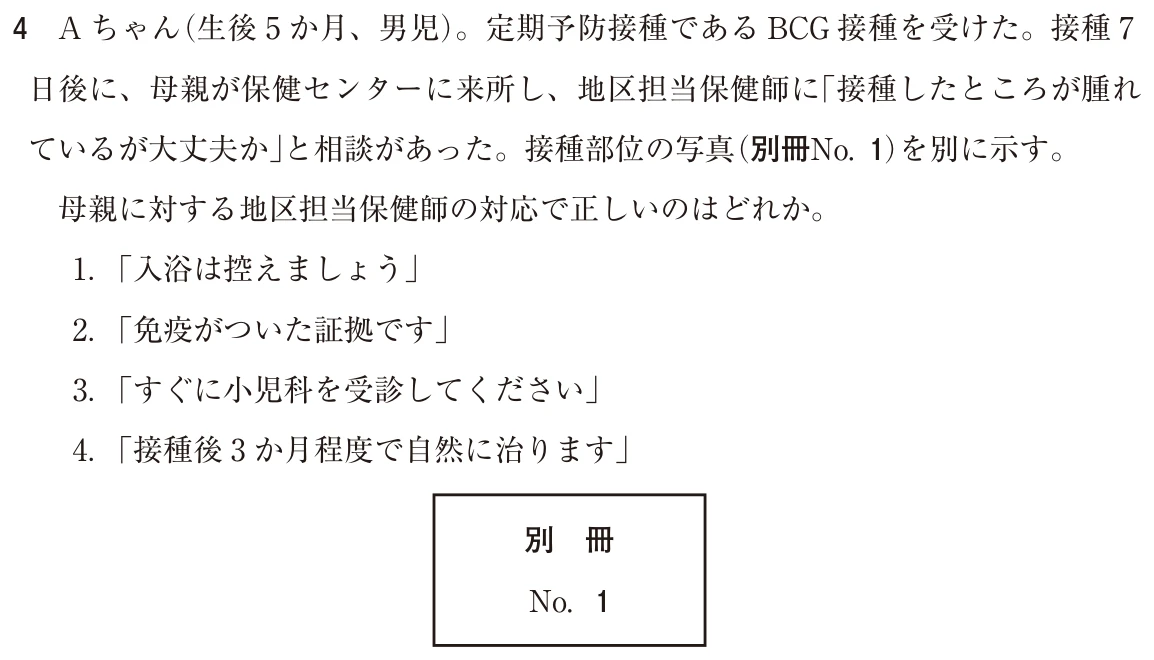 4 Aちゃん(生後5か月、男児)。定期予防接種であるBCG接種を受けた。接種7
日後に、母親が保健センターに来所し、地区担当保健師に「接種したところが腫れ
ているが大丈夫か」と相談があった。接種部位の写真(別冊No. 1)を別に示す。
母親に対する地区担当保健師の対応で正しいのはどれか。
1. 「入浴は控えましょう」
2. 「免疫がついた証拠です」
3. 「すぐに小児科を受診してください」
4. 「接種後3か月程度で自然に治ります」
別 冊
No. 1